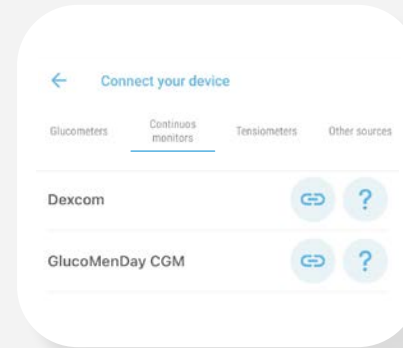 Connect your device
Glucometers
Continuos
monitors
Tensiometers
Other sources
Dexcom
?
GlucoMenDay CGM
?